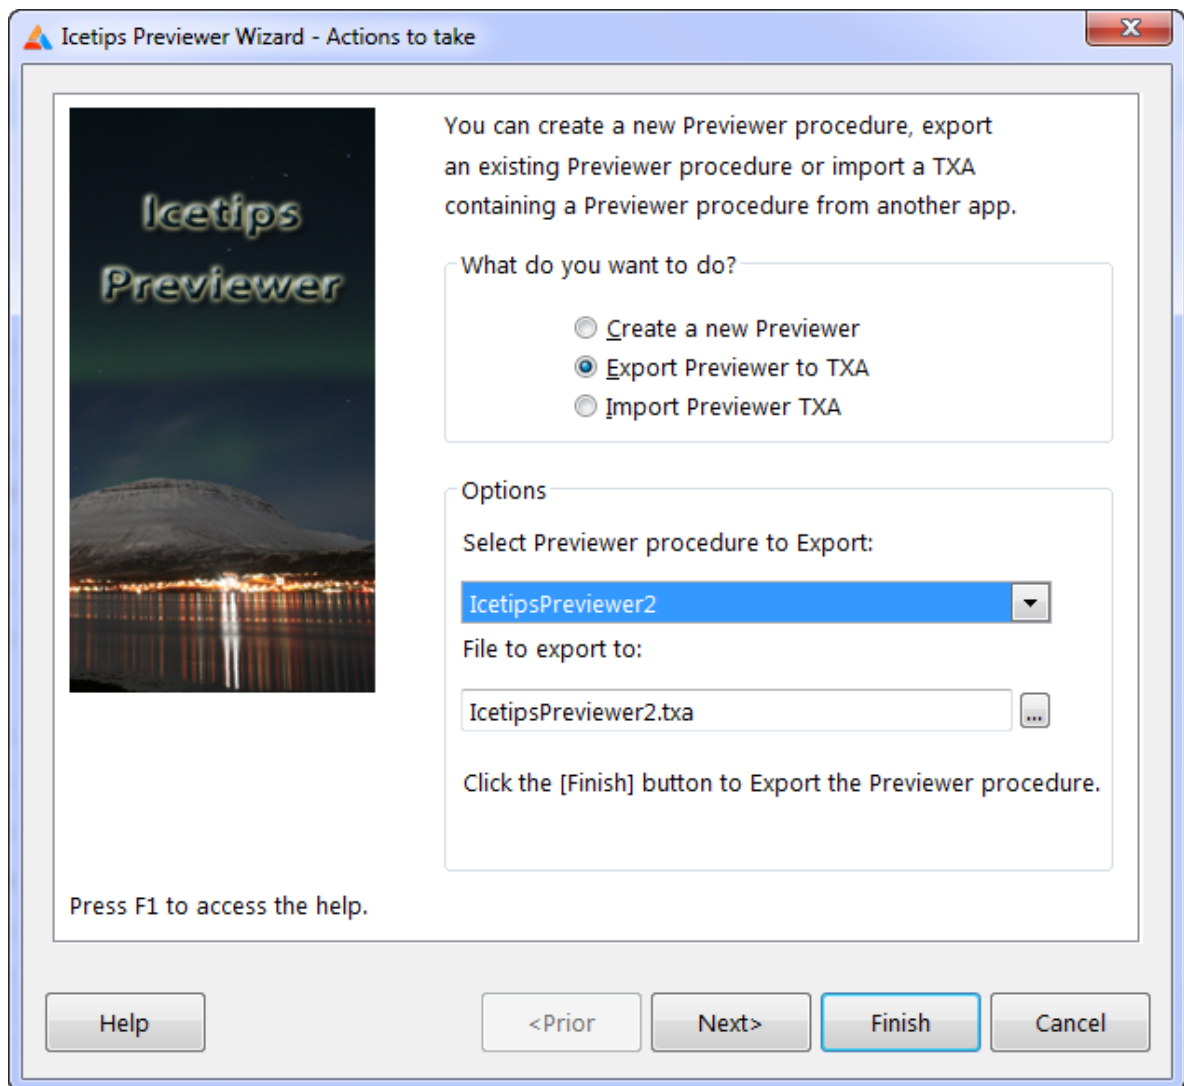 Icetips Previewer Wizard - Actions to take
X
Icetips
Previewer
You can create a new Previewer procedure, export
an existing Previewer procedure or import a TXA
containing a Previewer procedure from another app.
What do you want to do?
Create a new Previewer
Export Previewer to TXA
Import Previewer TXA
Options
Select Previewer procedure to Export:
IcetipsPreviewer2
File to export to:
IcetipsPreviewer2.txa
...
Click the [Finish] button to Export the Previewer procedure.
Press F1 to access the help.
Help
<Prior
Next>
Finish
Cancel